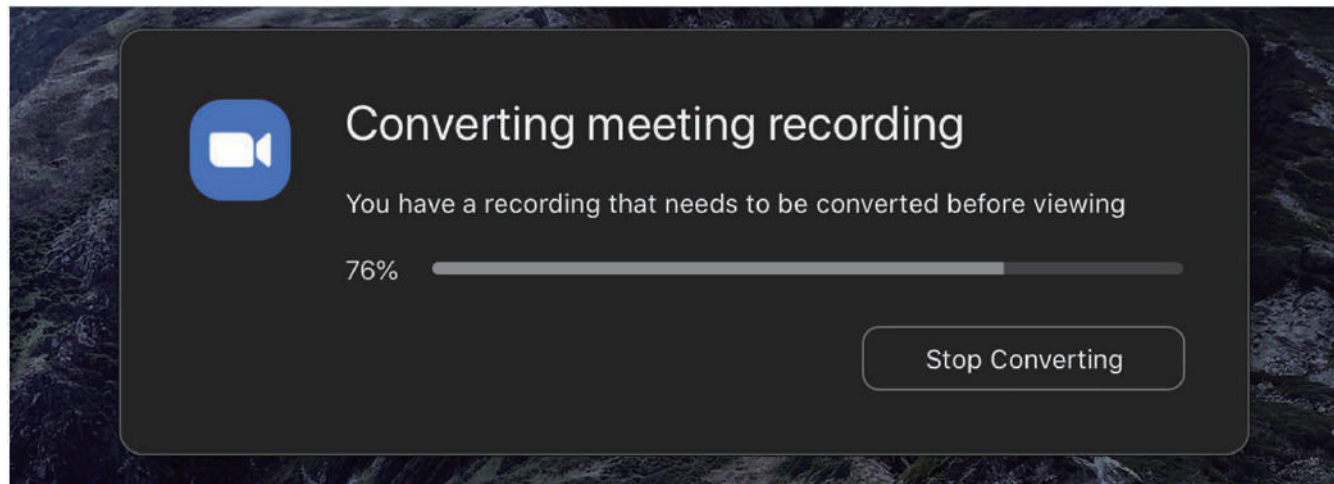 Converting meeting recording
You have a recording that needs to be converted before viewing
76%
Stop Converting